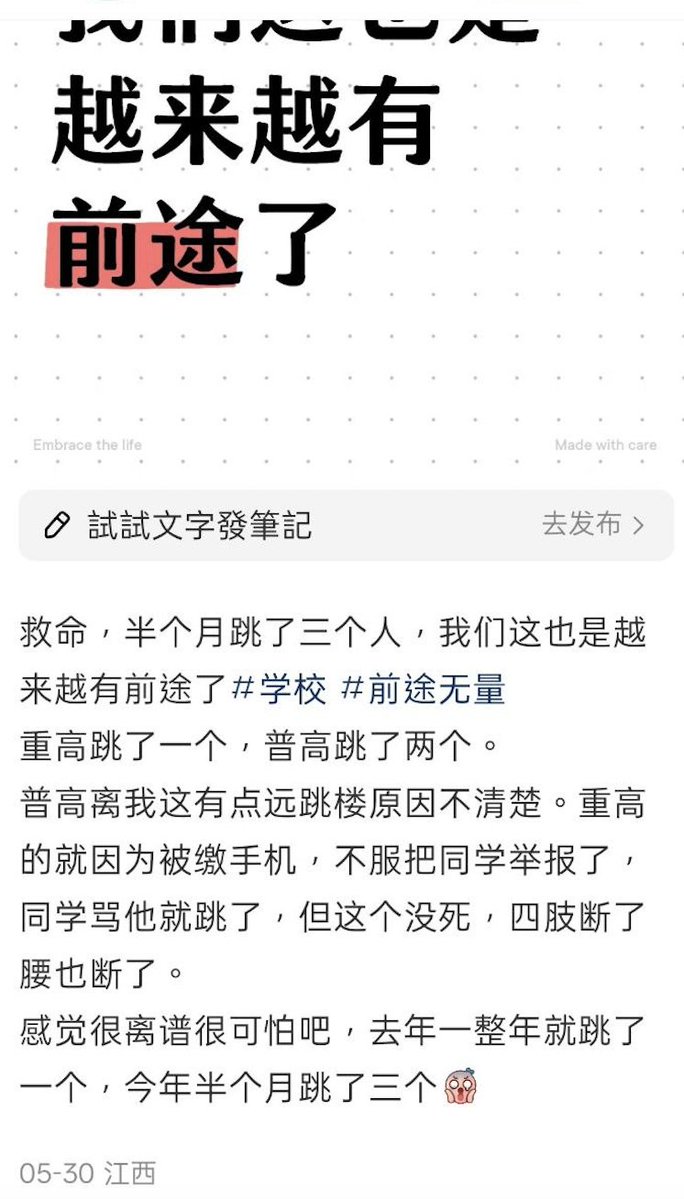 我们这也是
越来越有
前途了
Embrace the life
Made with care
試試文字發筆記
去发布
救命，半个月跳了三个人，我们这也是越
来越有前途了#学校 #前途无量
重高跳了一个，普高跳了两个。
普高离我这有点远跳楼原因不清楚。重高
的就因为被缴手机，不服把同学举报了，
同学骂他就跳了，但这个没死，四肢断了
腰也断了。
感觉很离谱很可怕吧，去年一整年就跳了
一个，今年半个月跳了三个
05-30 江西